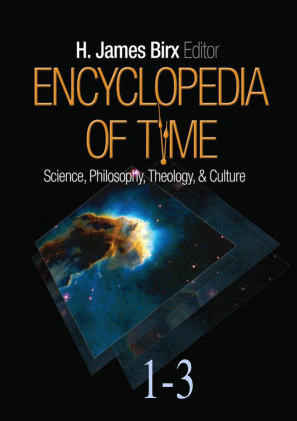 H. James Birx Editor
ENCYCLOPEDIA
OF TIME
Science, Philosophy, Theology, & Culture
1-3